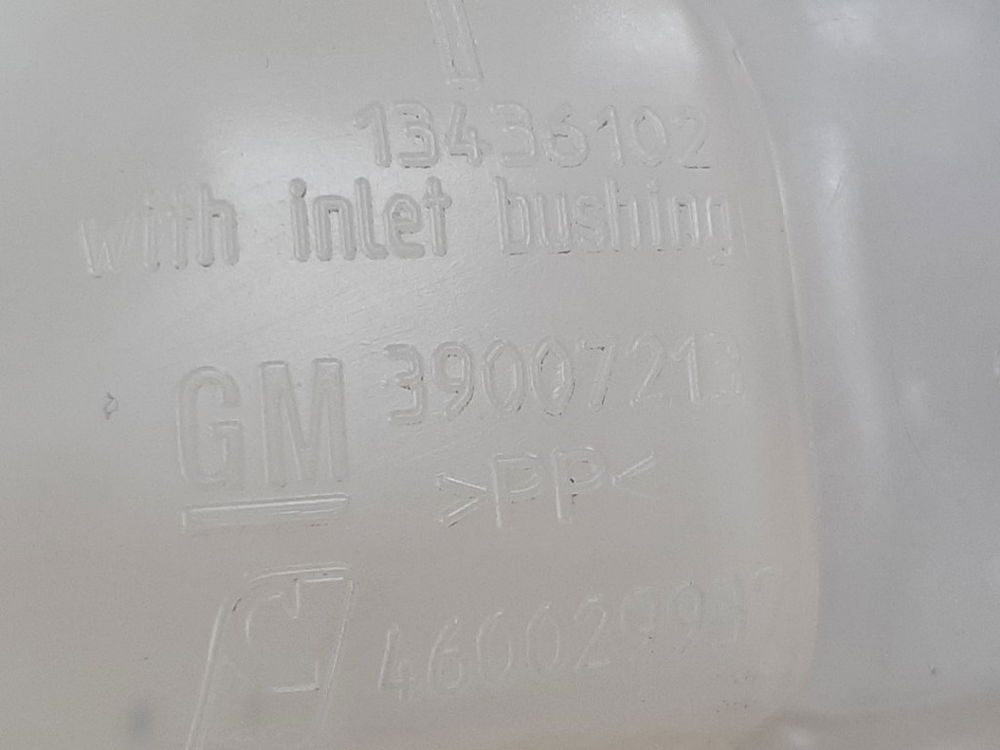 13436102
with inlet bushing
GM 39007213
>PP<